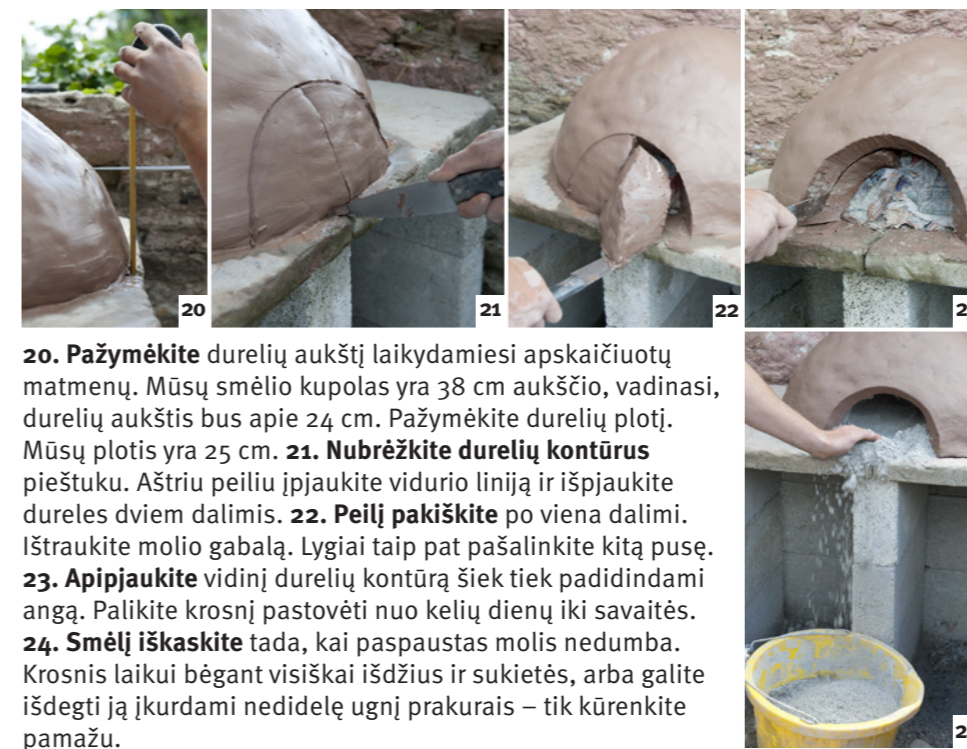 20
21
22
2
20. Pažymėkite durelių aukštį laikydamiesi apskaičiuotų
matmenų. Mūsų smėlio kupolas yra 38 cm aukščio, vadinasi,
durelių aukštis bus apie 24 cm. Pažymėkite durelių plotį.
Mūsų plotis yra 25 cm. 21. Nubrėžkite durelių kontūrus
pieštuku. Aštriu peiliu įpjaukite vidurio liniją ir išpjaukite
dureles dviem dalimis. 22. Peilį pakiškite po viena dalimi.
Ištraukite molio gabalą. Lygiai taip pat pašalinkite kitą pusę.
23. Apipjaukite vidinį durelių kontūrą šiek tiek padidindami
angą. Palikite krosnį pastovėti nuo kelių dienų iki savaitės.
24. Smėlį iškaskite tada, kai paspaustas molis nedumba.
Krosnis laikui bėgant visiškai išdžius ir sukietės, arba galite
išdegti ją įkurdami nedidelę ugnį prakurais – tik kūrenkite
pamažu.
2